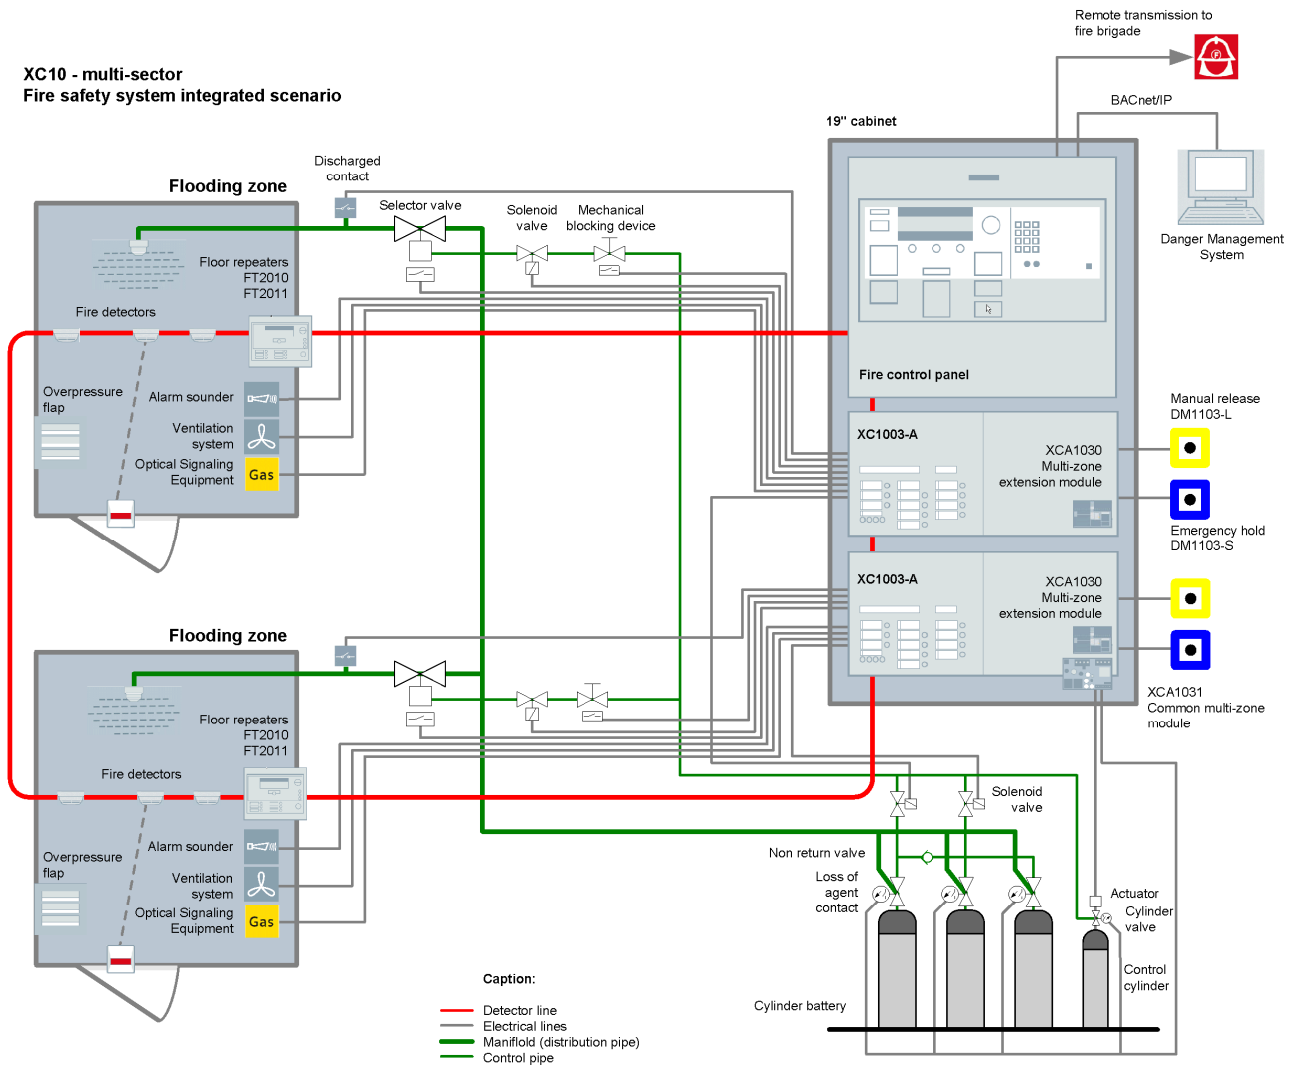 Remote transmission to
fire brigade
XC10 - multi-sector
Fire safety system integrated scenario
BACnet/IP
19" cabinet
Danger Management
System
Discharged
contact
Flooding zone
Selector valve
Solenoid
valve
Mechanical
blocking device
Floor repeaters
FT2010
FT2011
Fire detectors
Overpressure
flap
Alarm sounder
Ventilation
system
Optical Signaling
Equipment
Gas
Fire control panel
XC1003-A
XCA1030
Multi-zone
extension module
Manual release
DM1103-L
Emergency hold
DM1103-S
XC1003-A
XCA1030
Multi-zone
extension module
XCA1031
Common multi-zone
module
Flooding zone
Floor repeaters
FT2010
FT2011
Fire detectors
Overpressure
flap
Alarm sounder
Ventilation
system
Optical Signaling
Equipment
Gas
Solenoid
valve
Non return valve
Loss of
agent
contact
Actuator
Cylinder
valve
Control
cylinder
Cylinder battery
Caption:
Detector line
Electrical lines
Maniflold (distribution pipe)
Control pipe